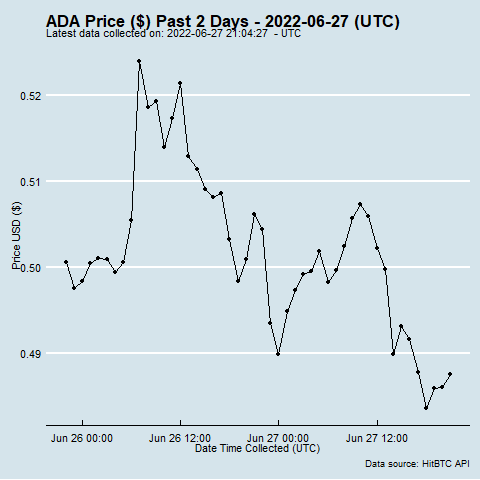 ADA Price ($) Past 2 Days - 2022-06-27 (UTC)
Latest data collected on: 2022-06-27 21:04:27  - UTC
0.52
0.51
0.50
0.49
Price USD ($)
Jun 26 00:00 Jun 26 12:00 Jun 27 00:00 Jun 27 12:00
Date Time Collected (UTC)
Data source: HitBTC API